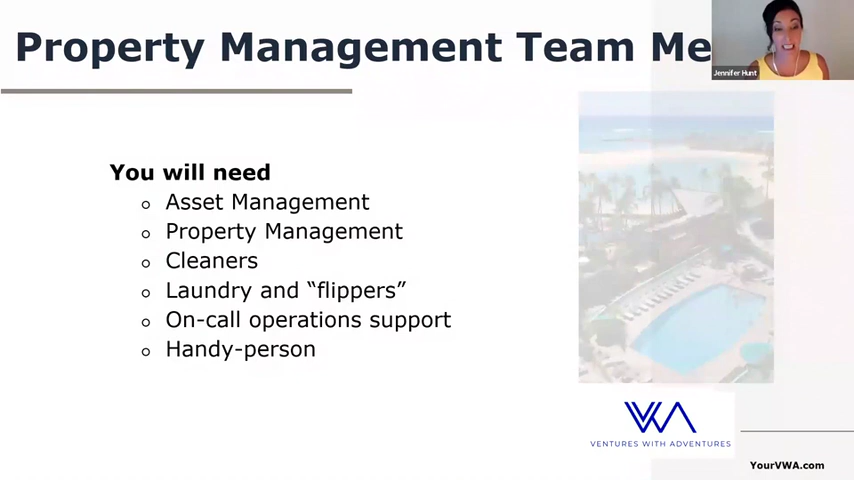 Property Management Team Me
Jennifer Hunt
You will need
Asset Management
Property Management
Cleaners
Laundry and “flippers”
On-call operations support
Handy-person
VWA
VENTURES WITH ADVENTURES
YourVWA.com